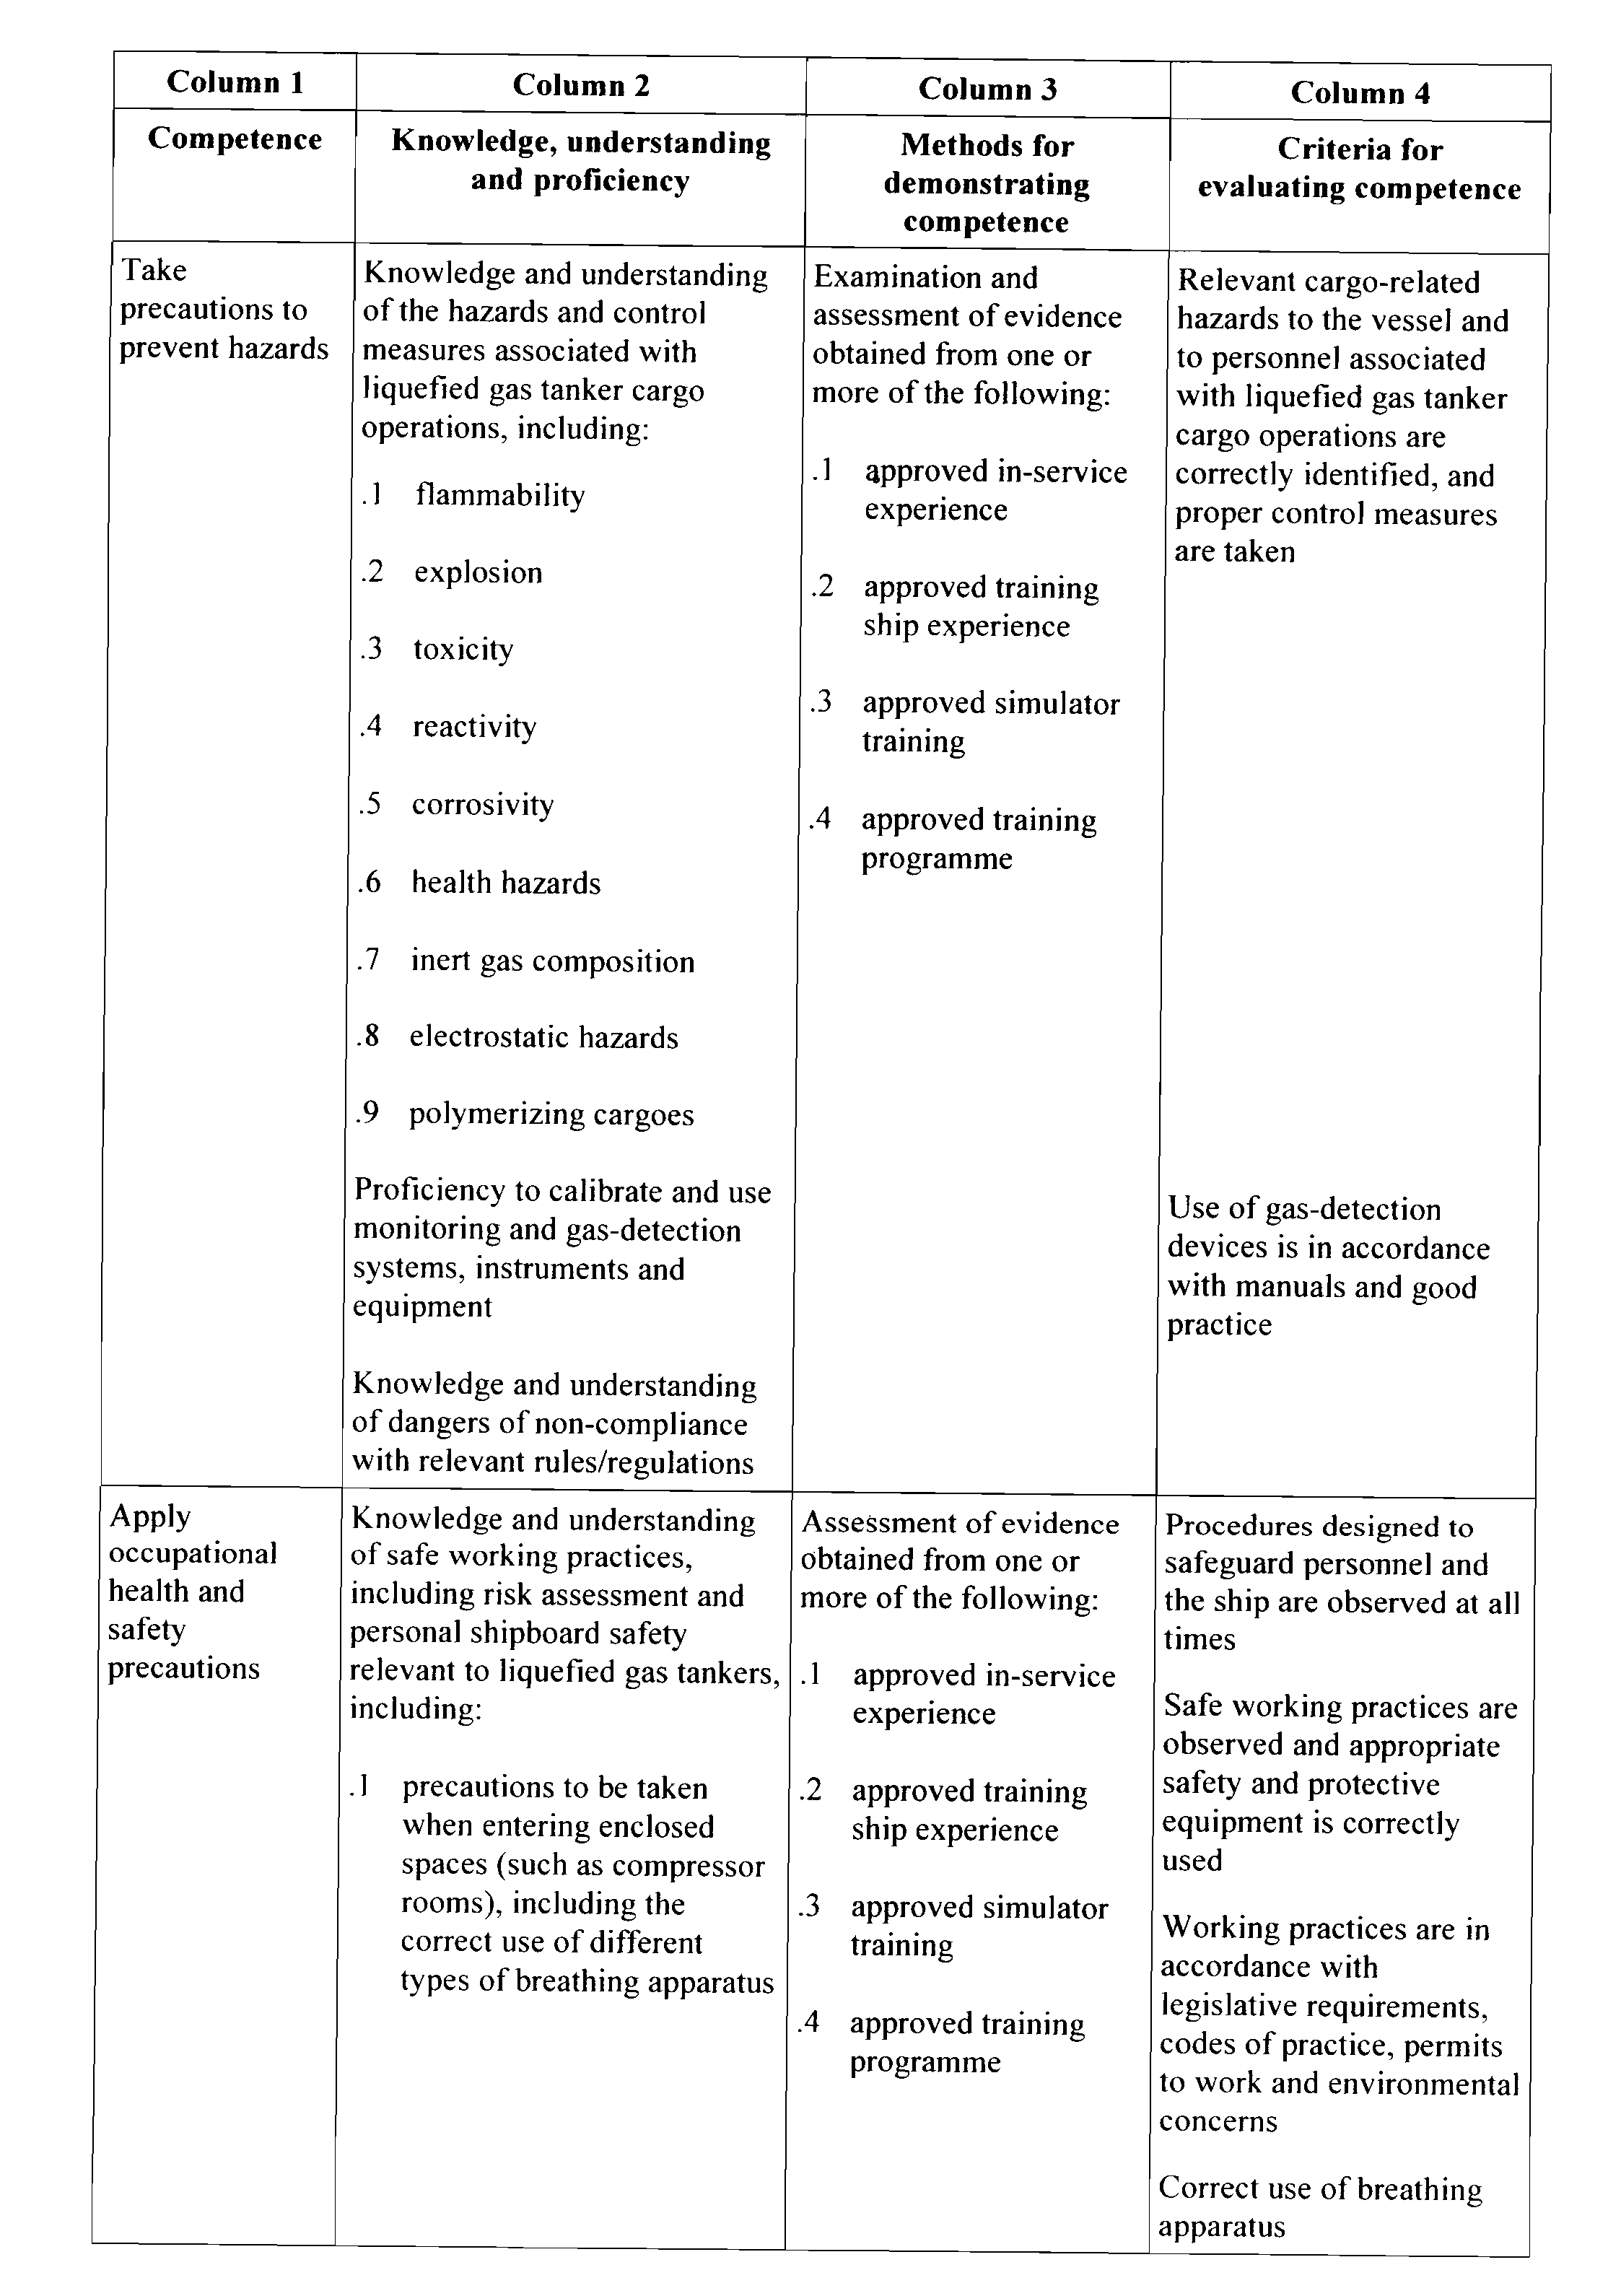 Column 1
Column 2
Column 3
Column 4
Competence
Knowledge, understanding
and proficiency
Methods for
demonstrating
competence
Criteria for
evaluating competence
Take
precautions to
prevent hazards
Knowledge and understanding
of the hazards and control
measures associated with
liquefied gas tanker cargo
operations, including:
.1 flammability
.2 explosion
.3 toxicity
.4 reactivity
.5 corrosivity
.6 health hazards
.7 inert gas composition
.8 electrostatic hazards
.9 polymerizing cargoes
Proficiency to calibrate and use
monitoring and gas-detection
systems, instruments and
equipment
Knowledge and understanding
of dangers of non-compliance
with relevant rules/regulations
Examination and
assessment of evidence
obtained from one or
more of the following:
.1 approved in-service
experience
.2 approved training
ship experience
.3 approved simulator
training
.4 approved training
programme
Relevant cargo-related
hazards to the vessel and
to personnel associated
with liquefied gas tanker
cargo operations are
correctly identified, and
proper control measures
are taken
Use of gas-detection
devices is in accordance
with manuals and good
practice
Apply
occupational
health and
safety
precautions
Knowledge and understanding
of safe working practices,
including risk assessment and
personal shipboard safety
relevant to liquefied gas tankers,
including:
.1 precautions to be taken
when entering enclosed
spaces (such as compressor
rooms), including the
correct use of different
types of breathing apparatus
Assessment of evidence
obtained from one or
more of the following:
.1 approved in-service
experience
.2 approved training
ship experience
.3 approved simulator
training
.4 approved training
programme
Procedures designed to
safeguard personnel and
the ship are observed at all
times
Safe working practices are
observed and appropriate
safety and protective
equipment is correctly
used
Working practices are in
accordance with
legislative requirements,
codes of practice, permits
to work and environmental
concerns
Correct use of breathing
apparatus